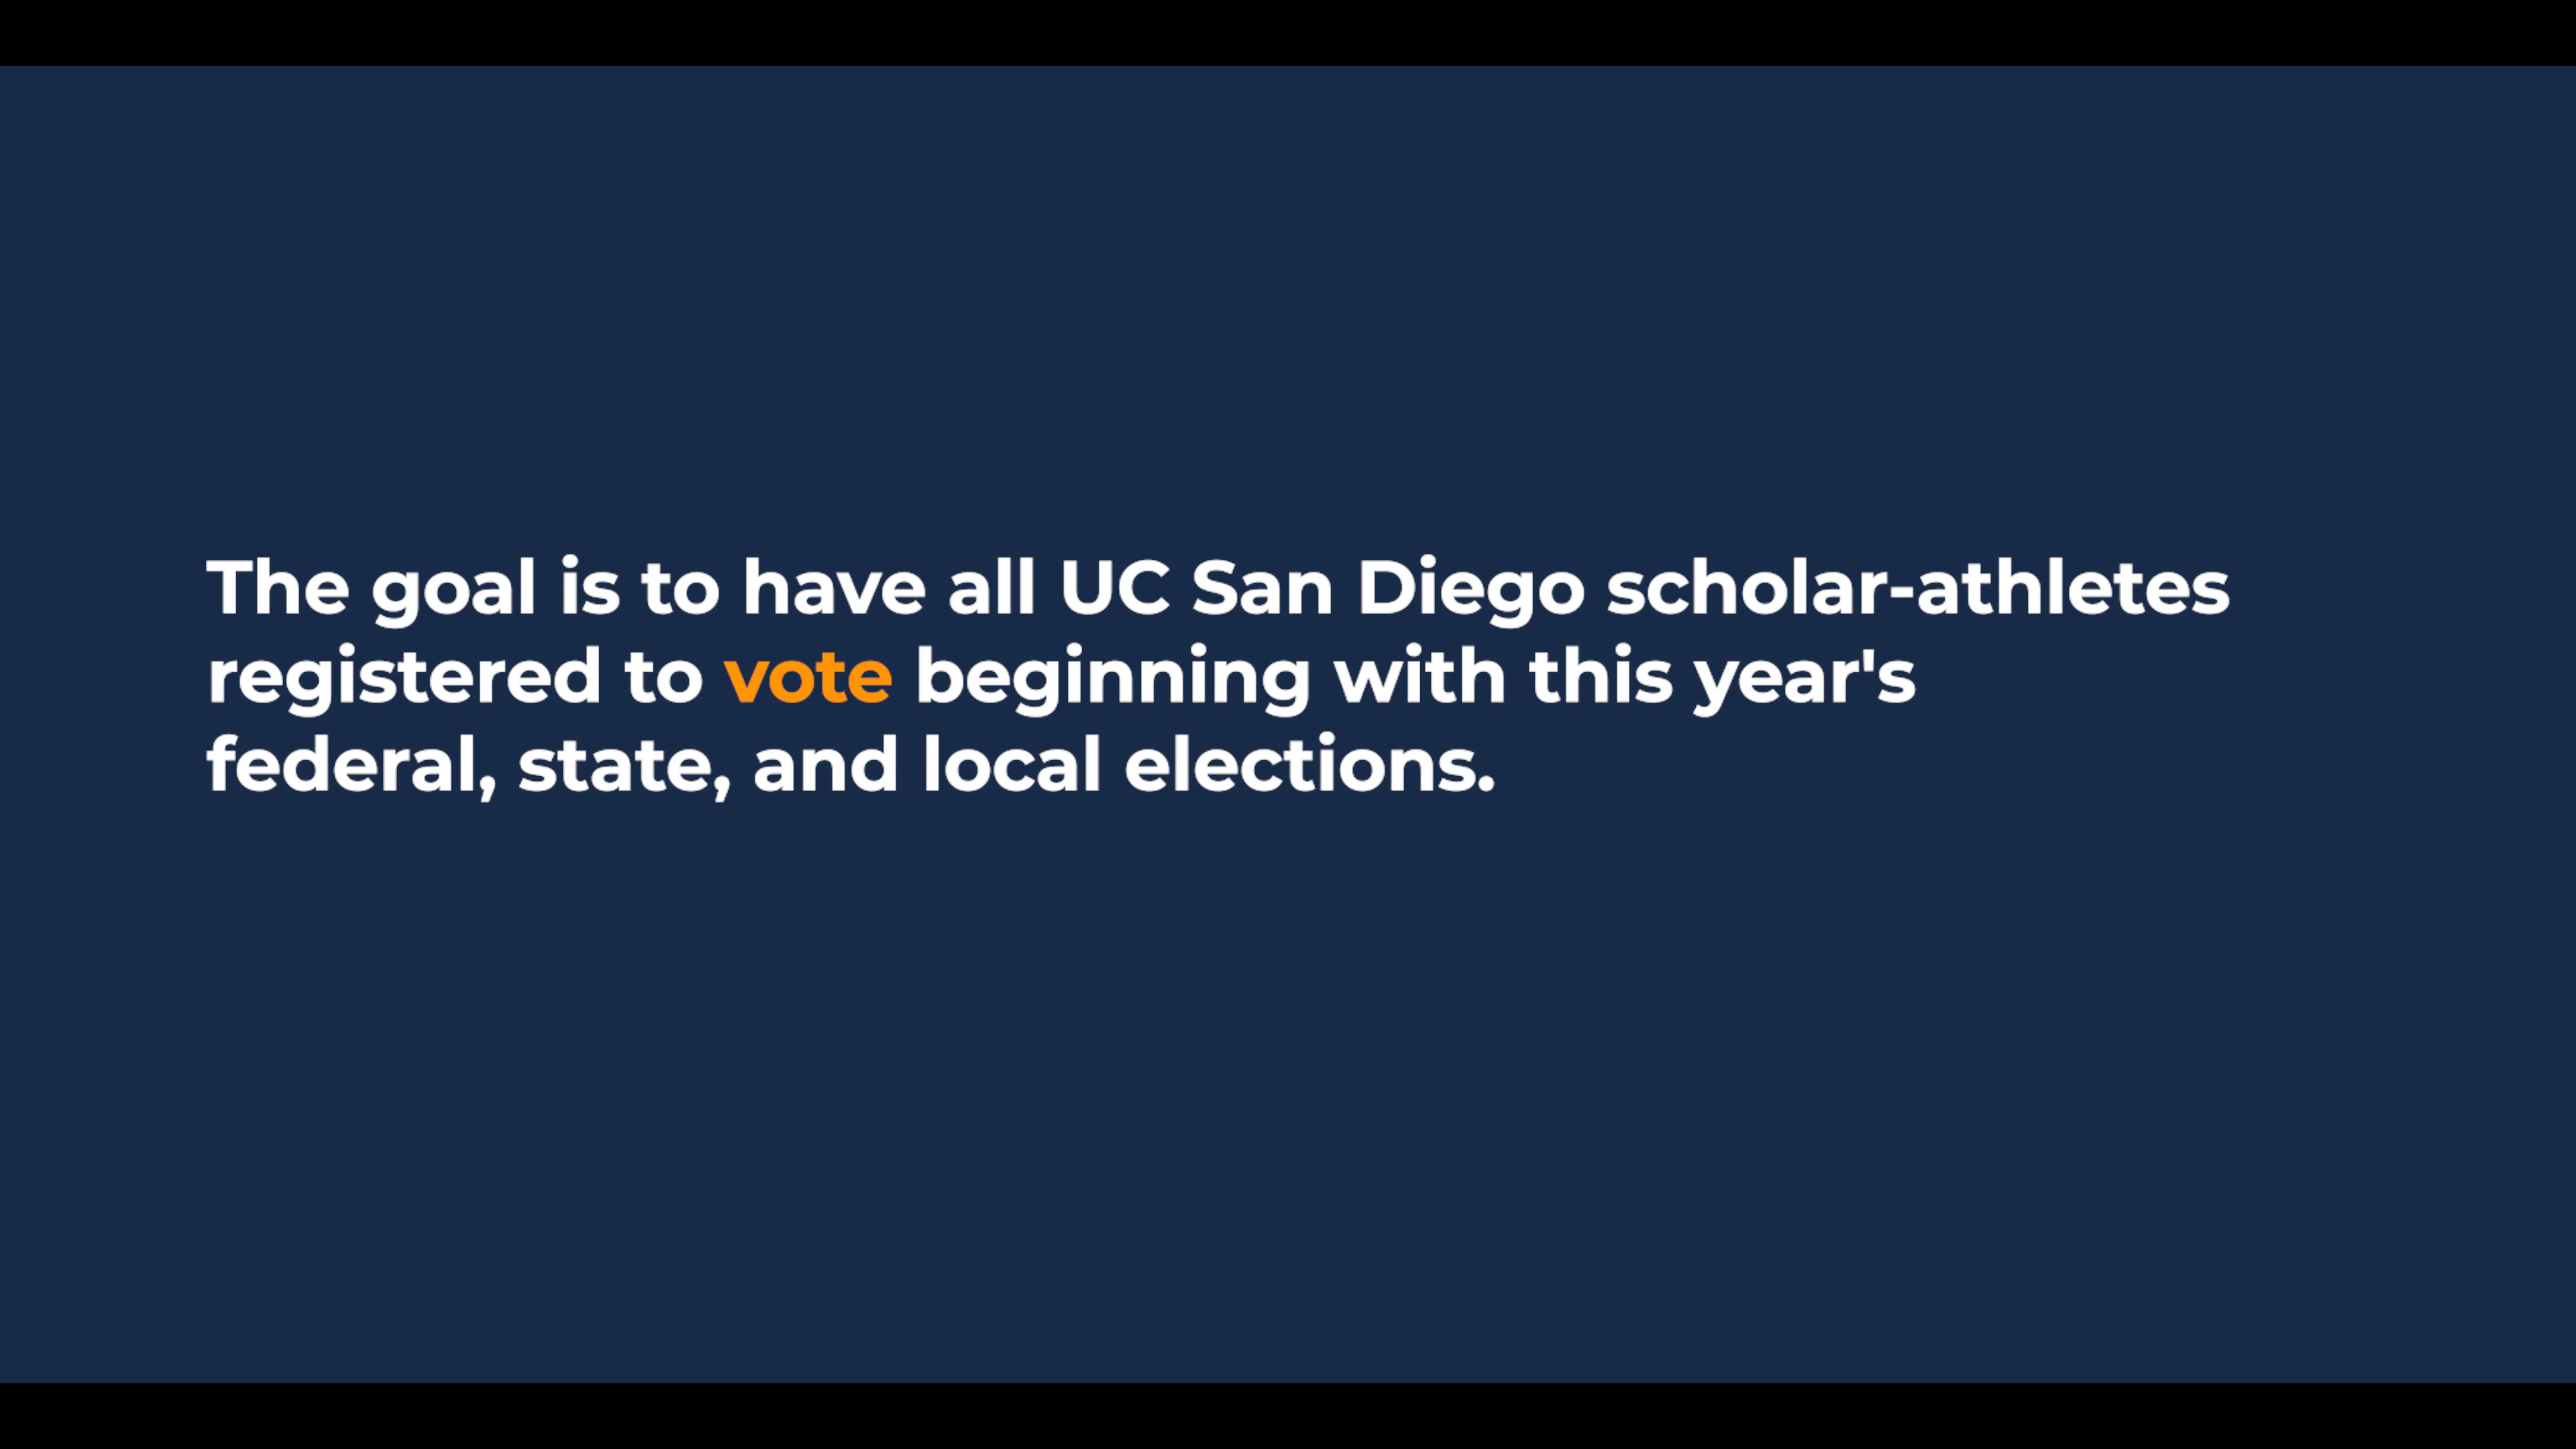 The goal is to have all UC San Diego scholar-athletes
registered to vote beginning with this year's
federal, state, and local elections.